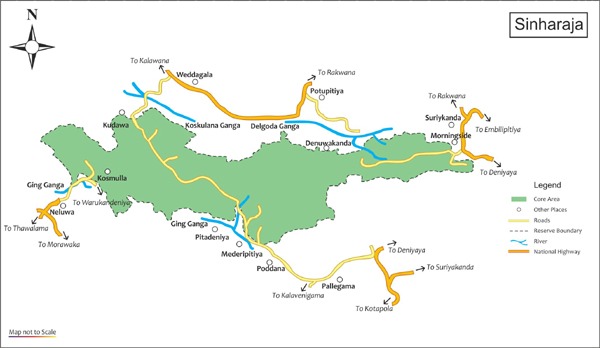 N
Sinharaja
To Kalawana
Weddagala
To Rakwana
Potupitiya
To Rakwana
Suriykanda
To Embilipitiya
Kudawa
Koskulana Ganga
Delgoda Ganga
Morningside
Denuwakanda
Kosmulla
To Deniyaya
Ging Ganga
To Warukandeniya
Neluwa
To Thawalama
To Morawaka
Ging Ganga
Pitadeniya
Mederipitiya
Poddana
To Deniyaya
To Suriyakanda
Pallegama
To Kalavenigama
To Kotapola
Legend
Core Area
Other Places
Roads
Reserve Boundary
River
National Highway
Map not to Scale